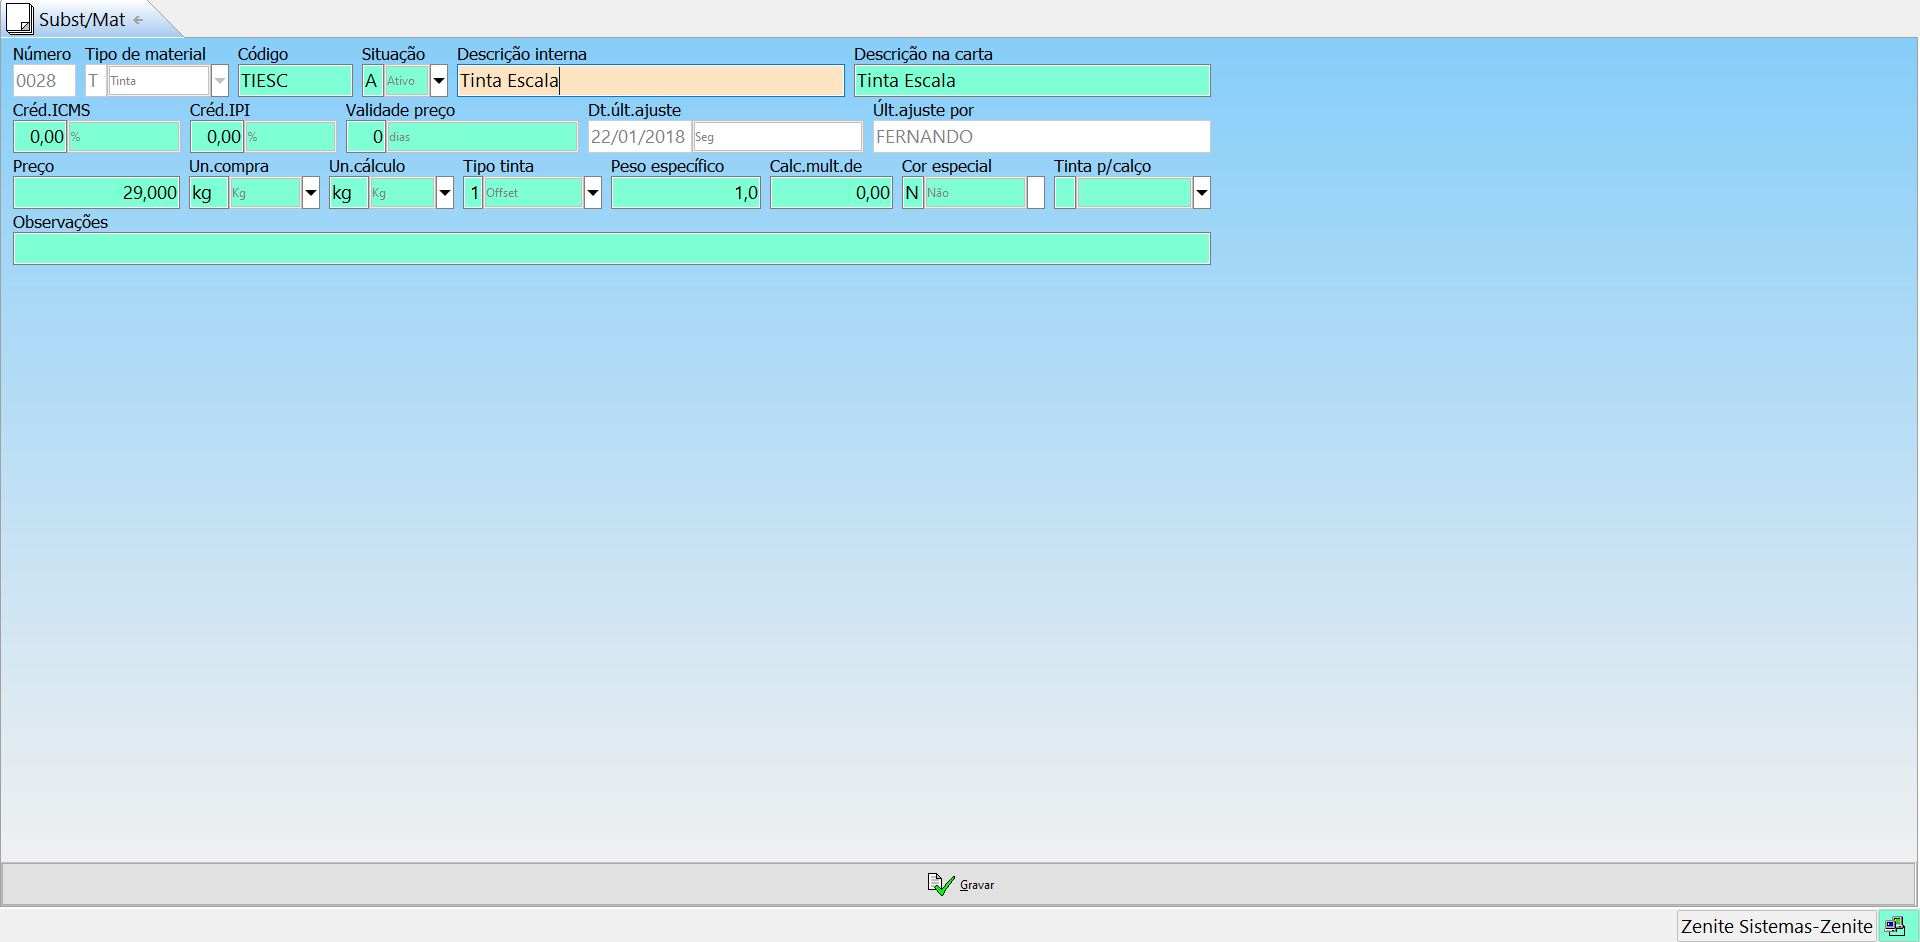 Subst/Mat
Número Tipo de material Código Situação Descrição interna Descrição na carta
0028 T Tinta TIESC A Ativo Tinta Escala Tinta Escala
Créd.ICMS Créd.IPI Validade preço Dt.últ.ajuste Últ.ajuste por
0,00 % 0,00 % 0 dias 22/01/2018 Seg FERNANDO
Preço Un.compra Un.cálculo Tipo tinta Peso específico Calc.mult.de Cor especial Tinta p/calço
29,000 kg Kg kg Kg 1 Offset 1,0 0,00 N Não
Observações
Gravar
Zenite Sistemas-Zenite